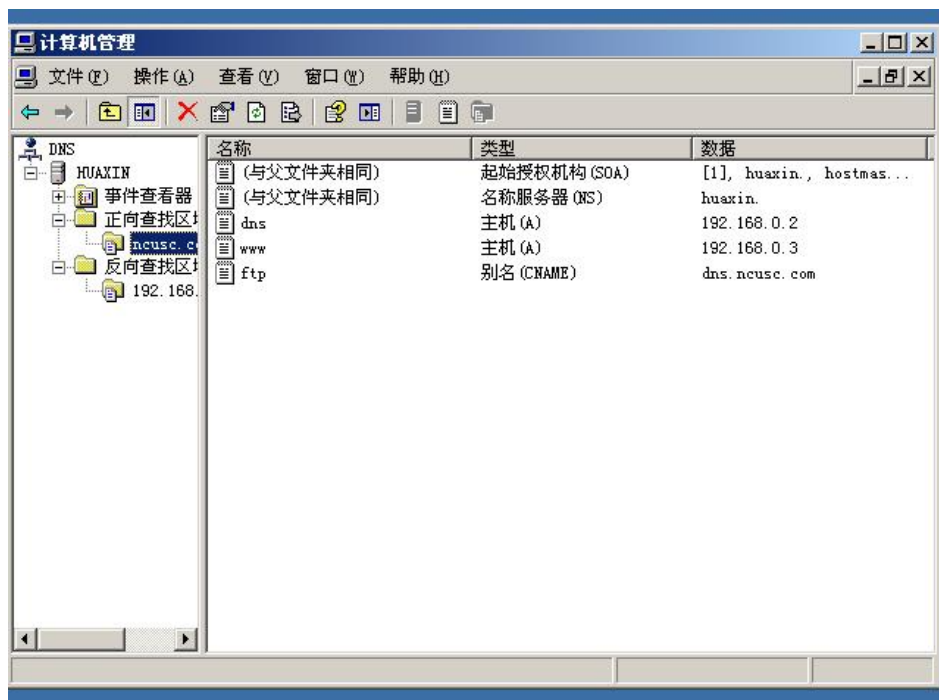 计算机管理
文件(F) 操作(A) 查看(V) 窗口(W) 帮助(H)
DNS
HUAXIN
事件查看器
正向查找区
ncusc.c
反向查找区
192.168.
名称 类型 数据
(与父文件夹相同) 起始授权机构(SOA) [1], huaxin., hostmas...
(与父文件夹相同) 名称服务器(NS) huaxin.
dns 主机(A) 192.168.0.2
www 主机(A) 192.168.0.3
ftp 别名(CNAME) dns.ncusc.com